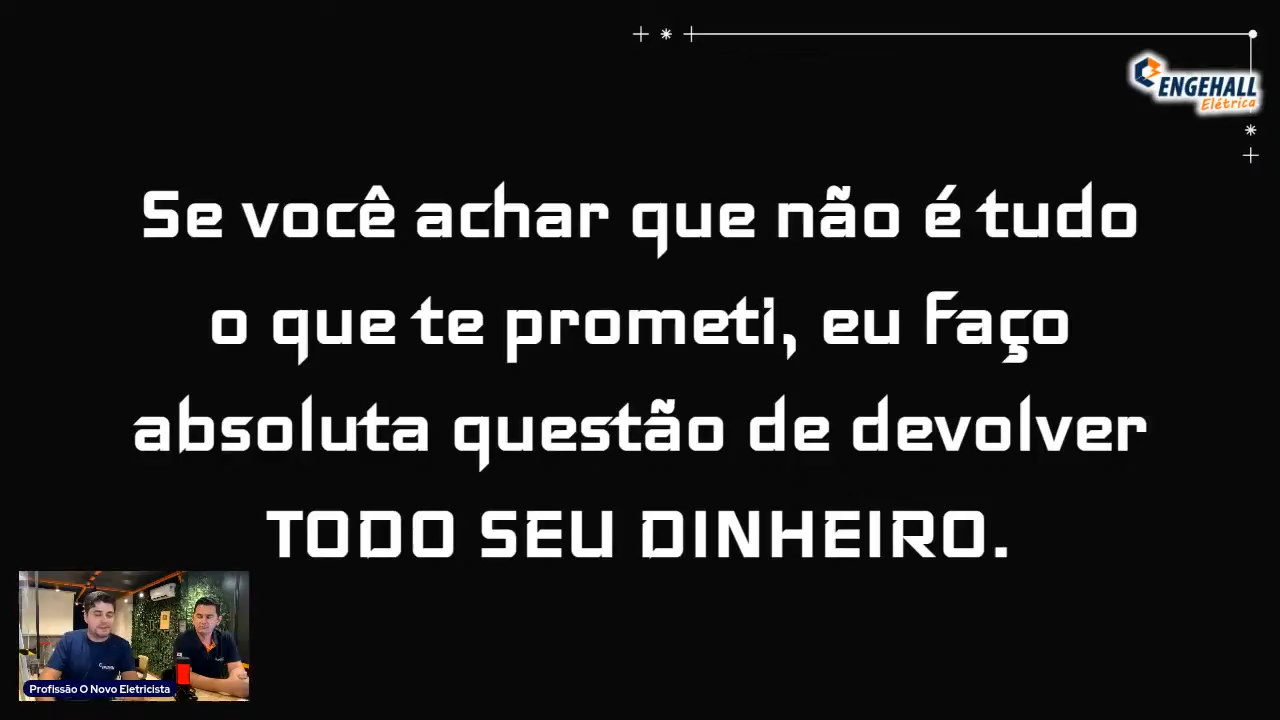 ENGEHALL
Elétrica
Se você achar que não é tudo
o que te prometi, eu faço
absoluta questão de devolver
TODO SEU DINHEIRO.
Profissão O Novo Eletricista